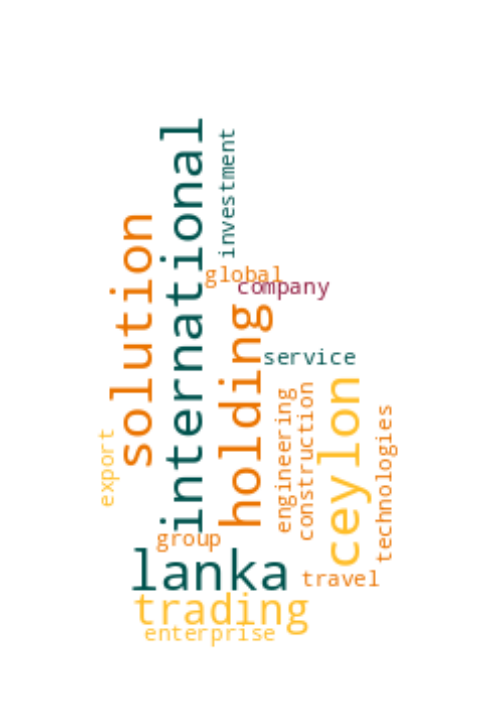 international
investment
solution
global
company
holding
service
ceylon
engineering
construction
technologies
export
group
lanka
travel
trading
enterprise